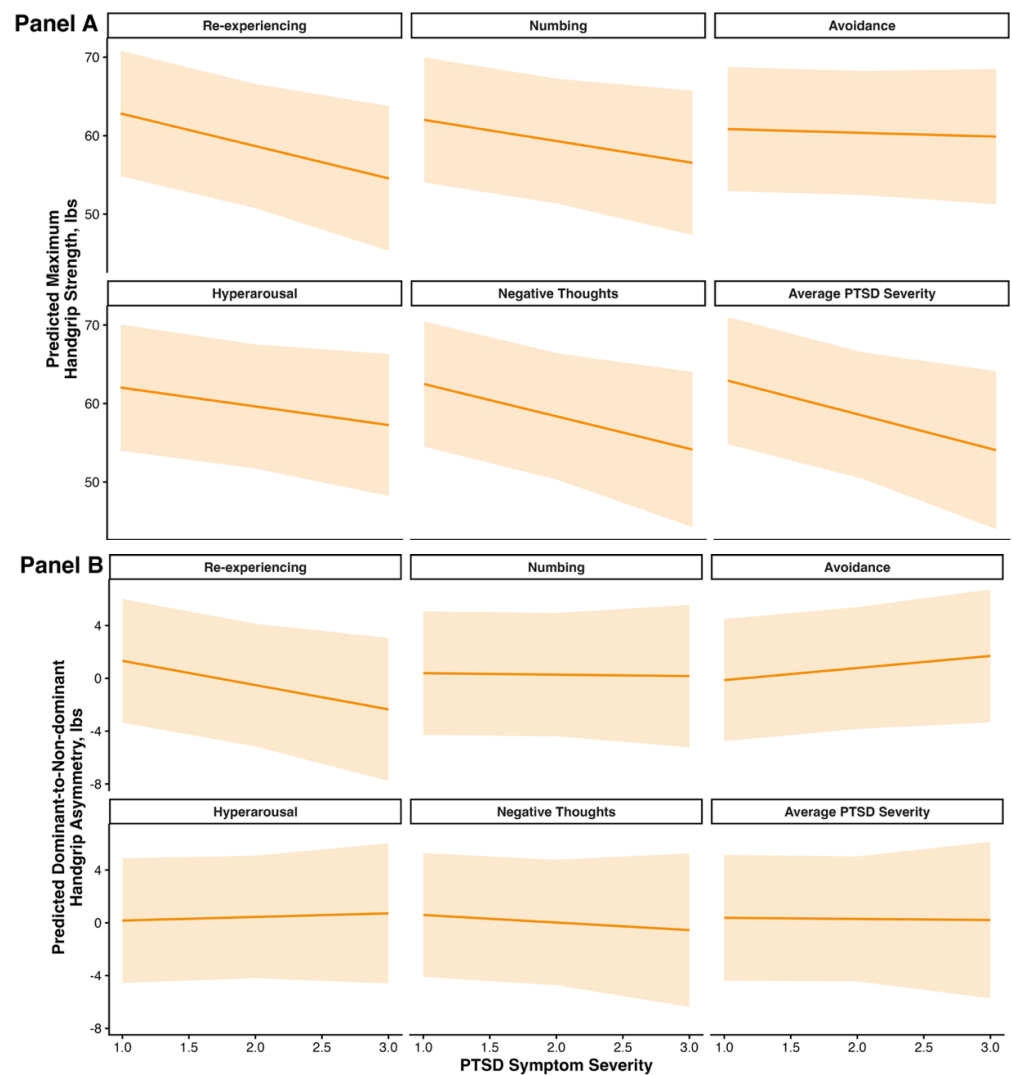 Panel A
Re-experiencing Numbing Avoidance
70
60
50
Predicted Maximum
Handgrip Strength, lbs
Hyperarousal Negative Thoughts Average PTSD Severity
70
60
50
Panel B
Re-experiencing Numbing Avoidance
4
0
-4
-8
Predicted Dominant-to-Non-dominant
Handgrip Asymmetry, lbs
Hyperarousal Negative Thoughts Average PTSD Severity
4
0
-4
-8
1.0 1.5 2.0 2.5 3.0 1.0 1.5 2.0 2.5 3.0 1.0 1.5 2.0 2.5 3.0
PTSD Symptom Severity